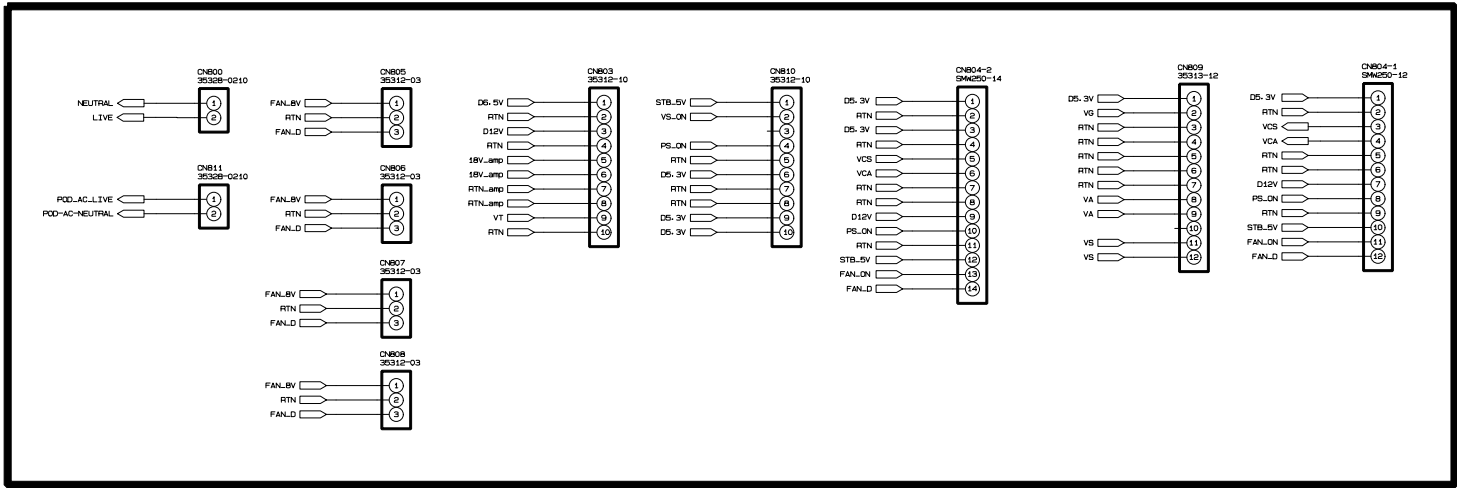 CN800
35328-0210
NEUTRAL 1
LIVE 2
CN811
35328-0210
POD_AC_LIVE 1
POD-AC-NEUTRAL 2
CN805
35312-03
FAN_8V 1
RTN 2
FAN_D 3
CN806
35312-03
FAN_8V 1
RTN 2
FAN_D 3
CN807
35312-03
FAN_8V 1
RTN 2
FAN_D 3
CN808
35312-03
FAN_8V 1
RTN 2
FAN_D 3
CN803
35312-10
D6.5V 1
RTN 2
D12V 3
RTN 4
18V_amp 5
18V_amp 6
RTN_amp 7
RTN_amp 8
VT 9
RTN 10
CN810
35312-10
STB_5V 1
VS_ON 2
3
PS_ON 4
RTN 5
D5.3V 6
RTN 7
RTN 8
D5.3V 9
D5.3V 10
CN804-2
SMW250-14
D5.3V 1
RTN 2
D5.3V 3
RTN 4
VCS 5
VCA 6
RTN 7
RTN 8
D12V 9
PS_ON 10
RTN 11
STB_5V 12
FAN_ON 13
FAN_D 14
CN809
35313-12
D5.3V 1
VG 2
RTN 3
RTN 4
RTN 5
RTN 6
RTN 7
VA 8
VA 9
10
VS 11
VS 12
CN804-1
SMW250-12
D5.3V 1
RTN 2
VCS 3
VCA 4
RTN 5
RTN 6
D12V 7
PS_ON 8
RTN 9
STB_5V 10
FAN_ON 11
FAN_D 12